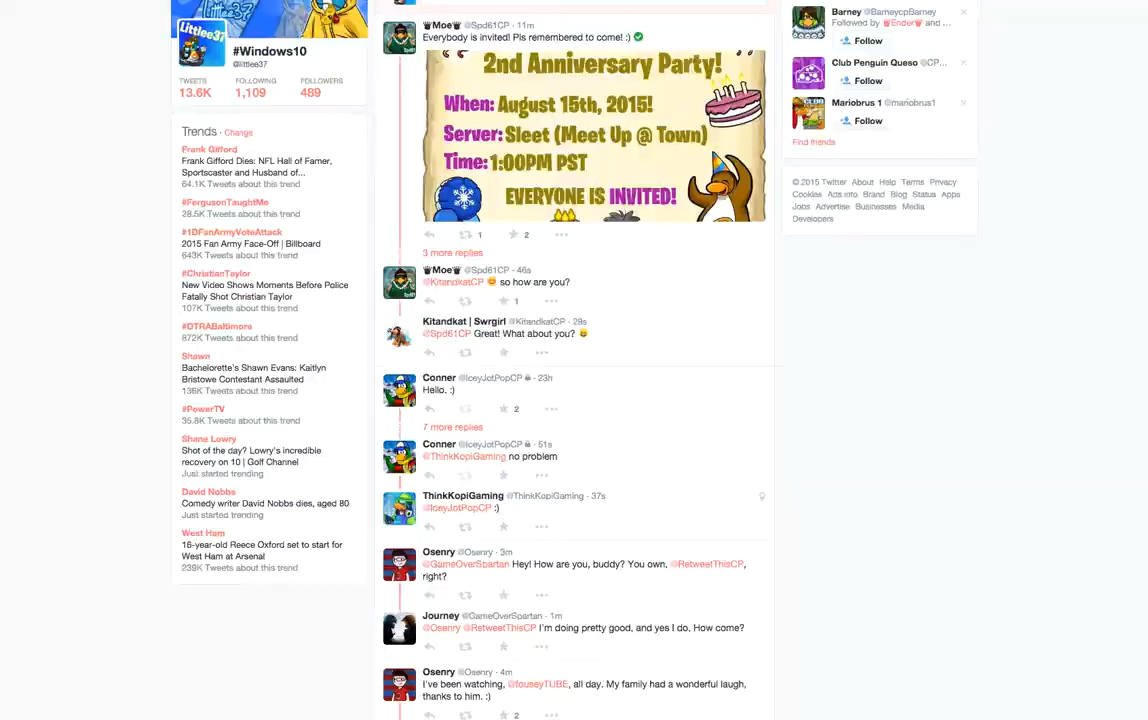 Littlee37
#Windows10
@littlee37
TWEETS FOLLOWING FOLLOWERS
13.6K 1,109 489
Trends · Change
Frank Gifford
Frank Gifford Dies: NFL Hall of Famer,
Sportscaster and Husband of...
64.1K Tweets about this trend
#FergusonTaughtMe
28.5K Tweets about this trend
#1DFanArmyVoteAttack
2015 Fan Army Face-Off | Billboard
643K Tweets about this trend
#ChristianTaylor
New Video Shows Moments Before Police
Fatally Shot Christian Taylor
107K Tweets about this trend
#DTRABaltimore
872K Tweets about this trend
Shawn
Bachelorette's Shawn Evans: Kaitlyn
Bristowe Contestant Assaulted
136K Tweets about this trend
#PowerTV
35.8K Tweets about this trend
Shane Lowry
Shot of the day? Lowry's incredible
recovery on 10 | Golf Channel
Just started trending
David Nobbs
Comedy writer David Nobbs dies, aged 80
Just started trending
West Ham
16-year-old Reece Oxford set to start for
West Ham at Arsenal
239K Tweets about this trend
♛Moe♛ @Spd61CP · 11m
Everybody is invited! Pls remembered to come! :) ✅
2nd Anniversary Party!
When: August 15th, 2015!
Server: Sleet (Meet Up @ Town)
Time: 1:00PM PST
EVERYONE IS INVITED!
1 2
3 more replies
♛Moe♛ @Spd61CP · 46s
@KitandkatCP 😊 so how are you?
1
Kitandkat | Swrgirl @KitandkatCP · 29s
@Spd61CP Great! What about you? 😄
Conner @IceyJotPopCP · 23h
Hello. :)
2
7 more replies
Conner @IceyJotPopCP · 51s
@ThinkKopiGaming no problem
ThinkKopiGaming @ThinkKopiGaming · 37s
@IceyJotPopCP :)
Osenry @Osenry · 3m
@GameOverSpartan Hey! How are you, buddy? You own. @RetweetThisCP,
right?
Journey @GameOverSpartan · 1m
@Osenry @RetweetThisCP I'm doing pretty good, and yes I do. How come?
Osenry @Osenry · 4m
I've been watching, @fouseyTUBE, all day. My family had a wonderful laugh,
thanks to him. :)
2
Barney @BarneycpBarney
Followed by ♛Ender♛ and ...
Follow
Club Penguin Queso @CP...
Follow
Mariobrus 1 @mariobrus1
Follow
Find friends
© 2015 Twitter About Help Terms Privacy
Cookies Ads info Brand Blog Status Apps
Jobs Advertise Businesses Media
Developers